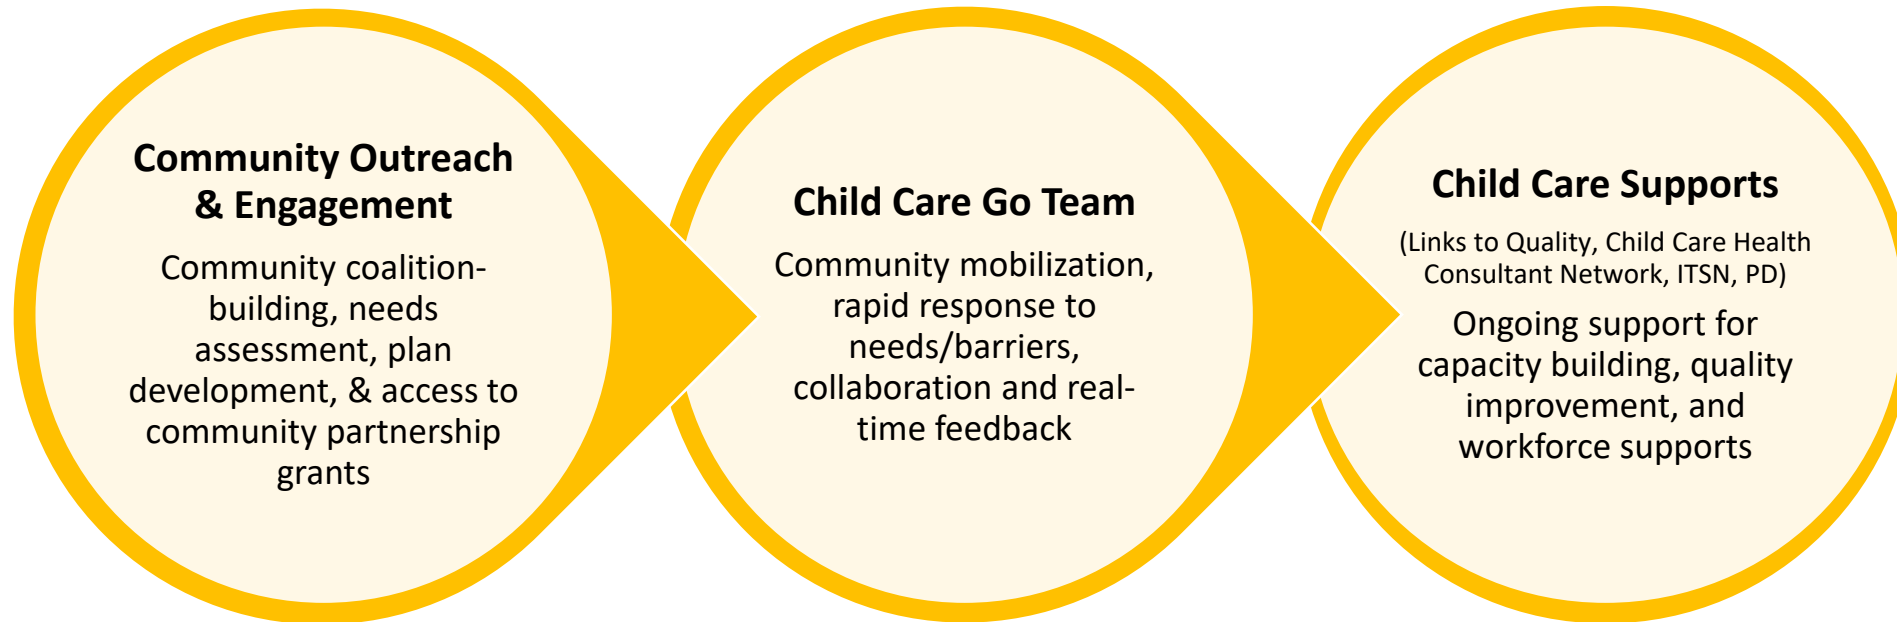 Community Outreach
& Engagement
Community coalition-
building, needs
assessment, plan
development, & access to
community partnership
grants
Child Care Go Team
Community mobilization,
rapid response to
needs/barriers,
collaboration and real-
time feedback
Child Care Supports
(Links to Quality, Child Care Health
Consultant Network, ITSN, PD)
Ongoing support for
capacity building, quality
improvement, and
workforce supports